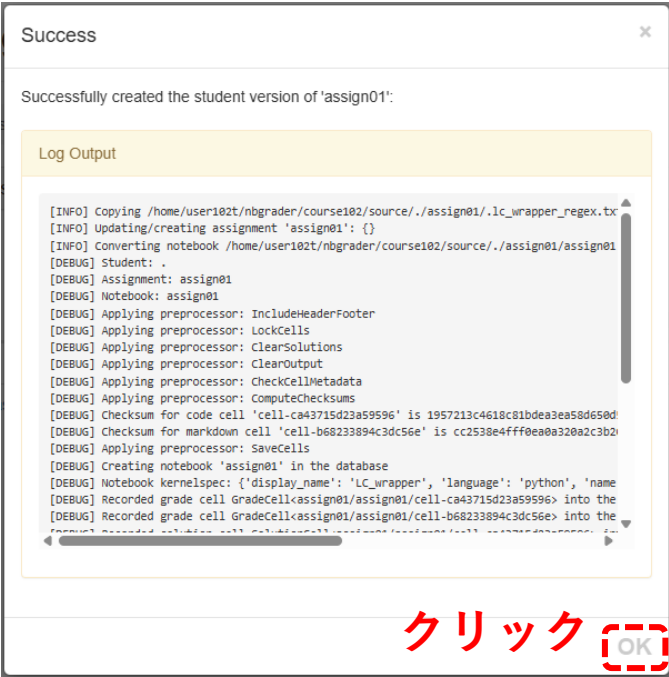 Success
×
Successfully created the student version of 'assign01':
Log Output
[INFO] Copying /home/user102t/nbgrader/course102/source/./assign01/.lc_wrapper_regex.tx
[INFO] Updating/creating assignment 'assign01': {}
[INFO] Converting notebook /home/user102t/nbgrader/course102/source/./assign01/assign01
[DEBUG] Student: .
[DEBUG] Assignment: assign01
[DEBUG] Notebook: assign01
[DEBUG] Applying preprocessor: IncludeHeaderFooter
[DEBUG] Applying preprocessor: LockCells
[DEBUG] Applying preprocessor: ClearSolutions
[DEBUG] Applying preprocessor: ClearOutput
[DEBUG] Applying preprocessor: CheckCellMetadata
[DEBUG] Applying preprocessor: ComputeChecksums
[DEBUG] Checksum for code cell 'cell-ca43715d23a59596' is 1957213c4618c81bdea3ea58d650d
[DEBUG] Checksum for markdown cell 'cell-b68233894c3dc56e' is cc2538e4fff0ea0a320a2c3b2
[DEBUG] Applying preprocessor: SaveCells
[DEBUG] Creating notebook 'assign01' in the database
[DEBUG] Notebook kernelspec: {'display_name': 'LC_wrapper', 'language': 'python', 'name
[DEBUG] Recorded grade cell GradeCell<assign01/assign01/cell-ca43715d23a59596> into the
[DEBUG] Recorded grade cell GradeCell<assign01/assign01/cell-b68233894c3dc56e> into the
クリック
OK